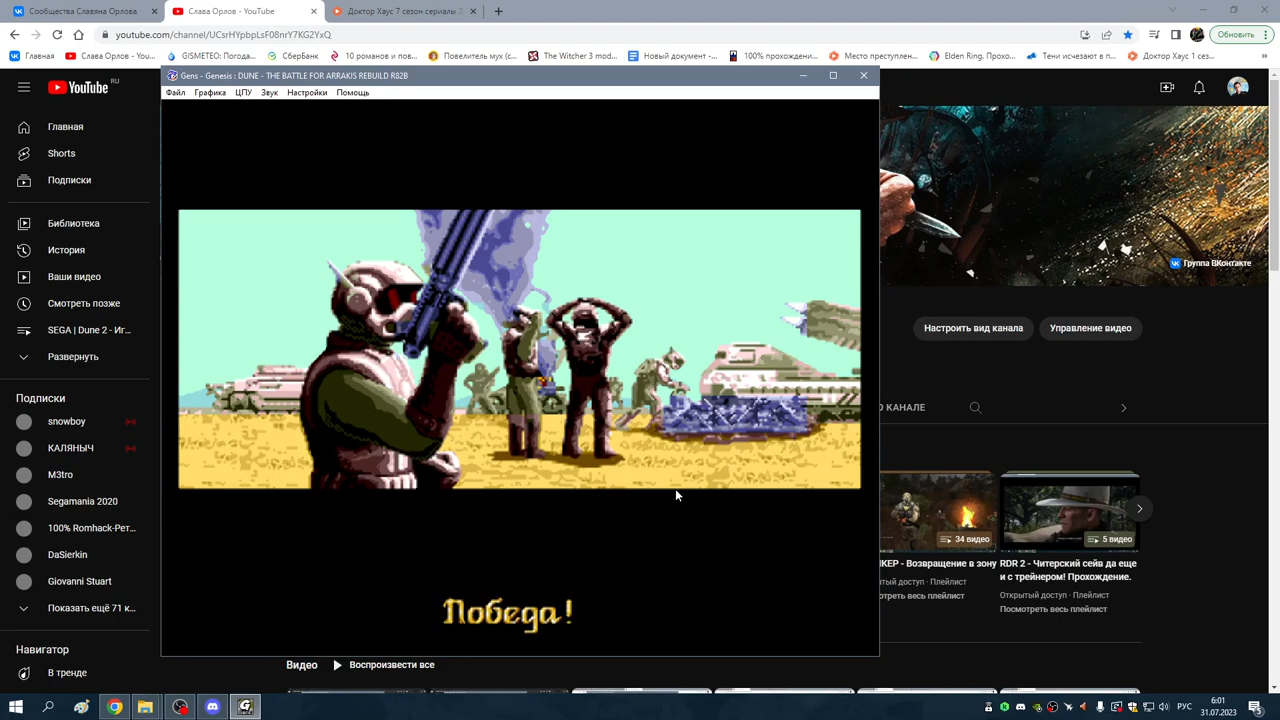 Сообщества Славяна Орлова
Слава Орлов - YouTube
Доктор Хаус 7 сезон сериалы З
youtube.com/channel/UCsrHYpbpLsF08nrY7KG2YxQ
Обновить
Главная
Слава Орлов - You...
GISMETEO: Погода...
СберБанк
10 романов и пов...
Повелитель мух (с...
The Witcher 3 mod...
Новый документ -...
100% прохождени...
Место преступлен...
Elden Ring. Прохо...
Тени исчезают в п...
Доктор Хаус 1 сез...
»
Gens - Genesis : DUNE - THE BATTLE FOR ARRAKIS REBUILD R82B
Файл Графика ЦПУ Звук Настройки Помощь
YouTube RU
Главная
Shorts
Подписки
Библиотека
История
Ваши видео
Смотреть позже
SEGA | Dune 2 - Иг...
Развернуть
Подписки
snowboy
КАЛЯНЫЧ
M3tro
Segamania 2020
100% Romhack-Рет...
DaSierkin
Giovanni Stuart
Показать ещё 71 к...
Навигатор
В тренде
Группа ВКонтакте
Настроить вид канала
Управление видео
О КАНАЛЕ
34 видео
5 видео
КЕР - Возвращение в зону
RDR 2 - Читерский сейв да еще и с трейнером! Прохождение.
тый доступ · Плейлист
отреть весь плейлист
Открытый доступ · Плейлист
Посмотреть весь плейлист
Победа!
Видео
Воспроизвести все
РУС
6:01
31.07.2023